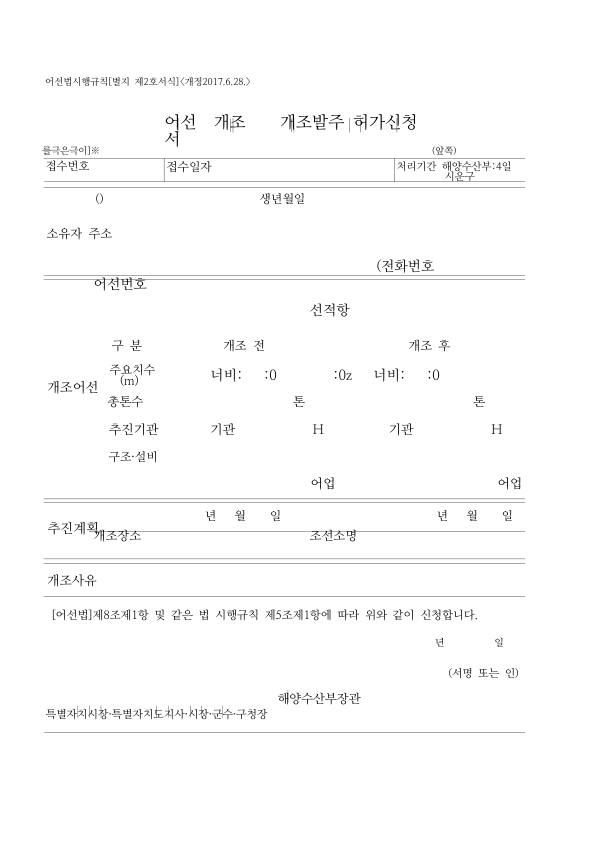 어선법시행규칙[별지 제2호서식]<개정2017.6.28.>
어선 개조 개조발주 허가신청
서
틀극은극이]※ (앞쪽)
접수번호 접수일자 처리기간 해양수산부:4일
시운구
() 생년월일
소유자 주소
(전화번호
어선번호
선적항
구 분 개조 전 개조 후
주요치수
(m) 너비: :0 :0z 너비: :0
개조어선
총톤수 톤 톤
추진기관 기관 H 기관 H
구조·설비
어업 어업
년 월 일 년 월 일
추진계획
개조장소 조선소명
개조사유
[어선법]제8조제1항 및 같은 법 시행규칙 제5조제1항에 따라 위와 같이 신청합니다.
년 일
(서명 또는 인)
해양수산부장관
특별자치시장·특별자치도지사·시장·군수·구청장